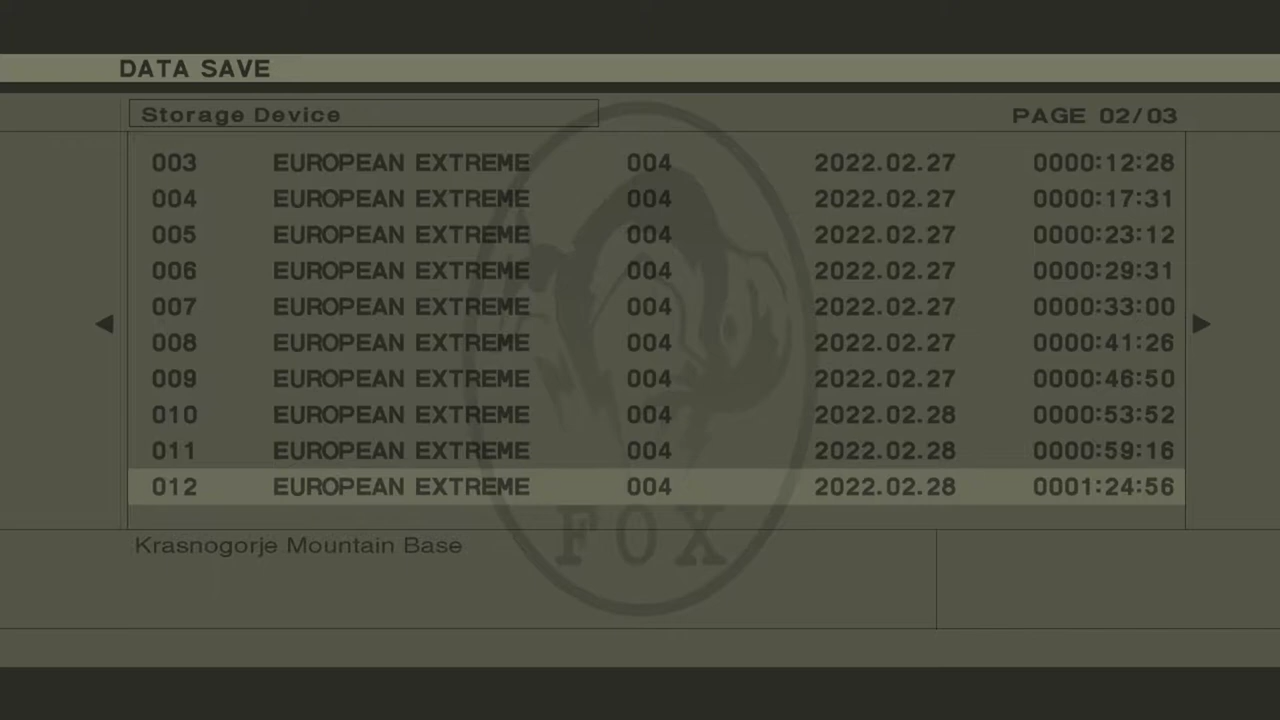 DATA SAVE
Storage Device PAGE 02/03
003 EUROPEAN EXTREME 004 2022.02.27 0000:12:28
004 EUROPEAN EXTREME 004 2022.02.27 0000:17:31
005 EUROPEAN EXTREME 004 2022.02.27 0000:23:12
006 EUROPEAN EXTREME 004 2022.02.27 0000:29:31
007 EUROPEAN EXTREME 004 2022.02.27 0000:33:00
008 EUROPEAN EXTREME 004 2022.02.27 0000:41:26
009 EUROPEAN EXTREME 004 2022.02.27 0000:46:50
010 EUROPEAN EXTREME 004 2022.02.28 0000:53:52
011 EUROPEAN EXTREME 004 2022.02.28 0000:59:16
012 EUROPEAN EXTREME 004 2022.02.28 0001:24:56
FOX
Krasnogorje Mountain Base